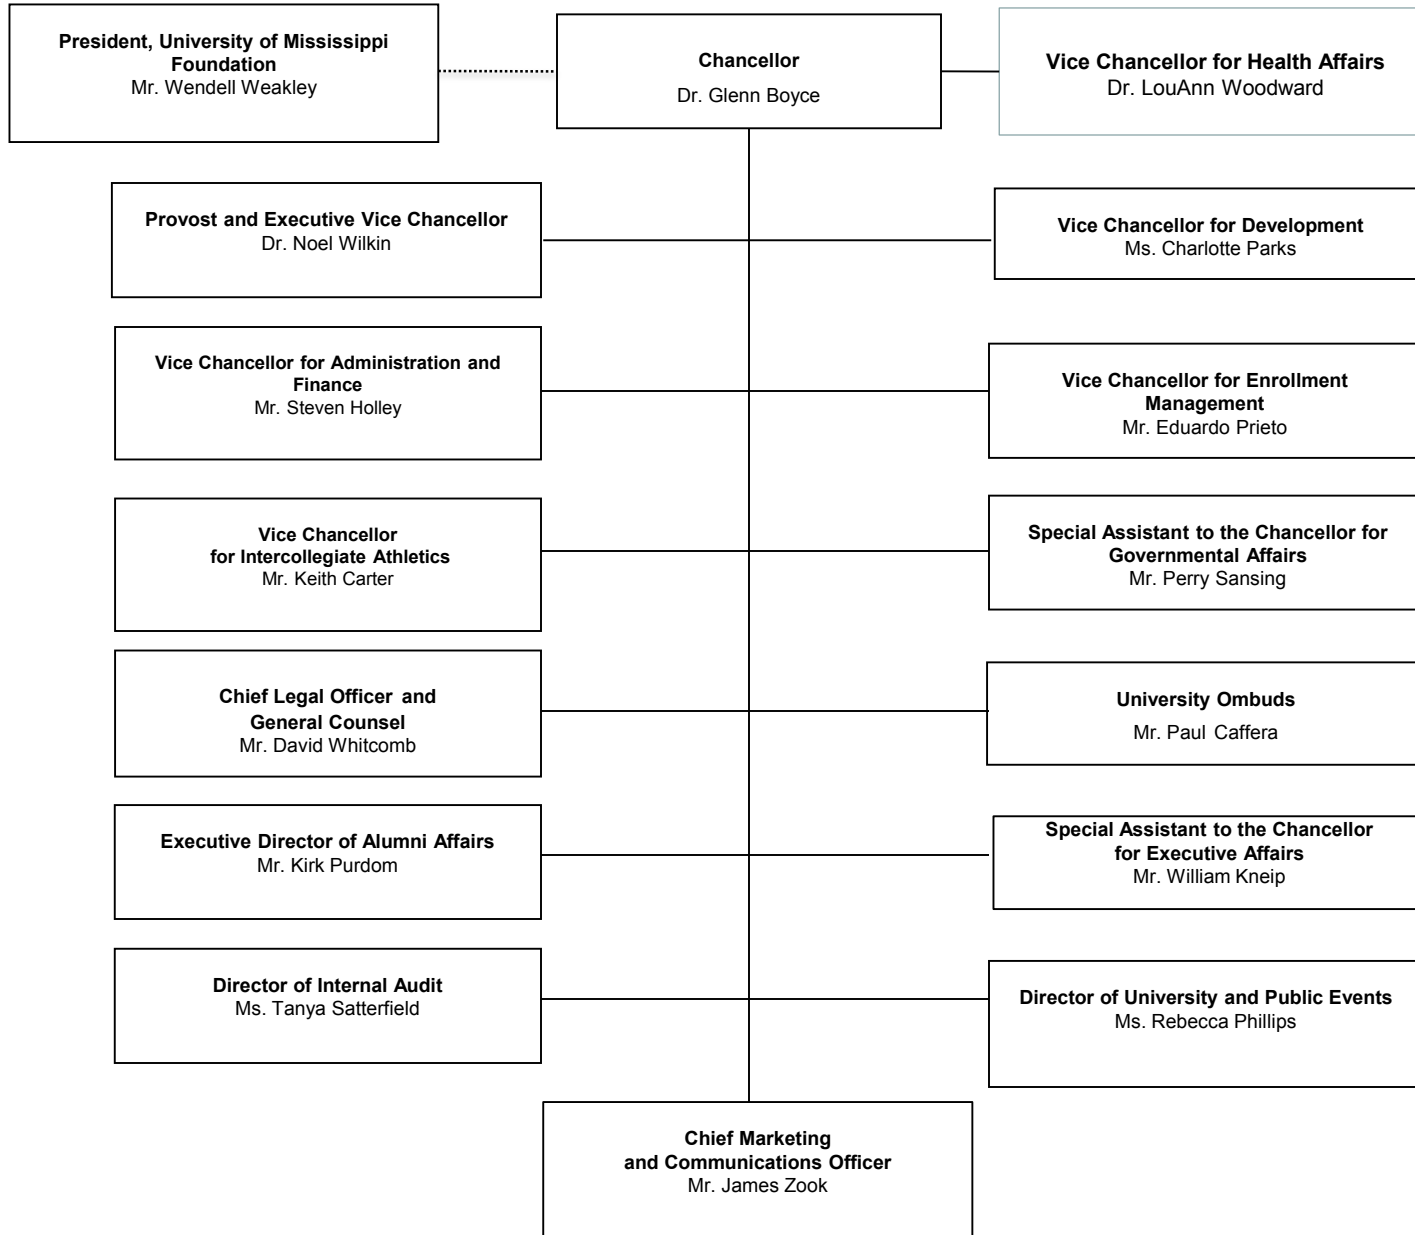 President, University of Mississippi
Foundation
Mr. Wendell Weakley
Chancellor
Dr. Glenn Boyce
Vice Chancellor for Health Affairs
Dr. LouAnn Woodward
Provost and Executive Vice Chancellor
Dr. Noel Wilkin
Vice Chancellor for Development
Ms. Charlotte Parks
Vice Chancellor for Administration and
Finance
Mr. Steven Holley
Vice Chancellor for Enrollment
Management
Mr. Eduardo Prieto
Vice Chancellor
for Intercollegiate Athletics
Mr. Keith Carter
Special Assistant to the Chancellor for
Governmental Affairs
Mr. Perry Sansing
Chief Legal Officer and
General Counsel
Mr. David Whitcomb
University Ombuds
Mr. Paul Caffera
Executive Director of Alumni Affairs
Mr. Kirk Purdom
Special Assistant to the Chancellor
for Executive Affairs
Mr. William Kneip
Director of Internal Audit
Ms. Tanya Satterfield
Director of University and Public Events
Ms. Rebecca Phillips
Chief Marketing
and Communications Officer
Mr. James Zook